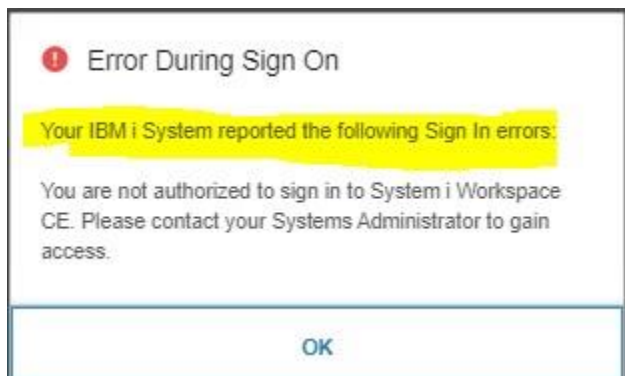 Error During Sign On
Your IBM i System reported the following Sign In errors:
You are not authorized to sign in to System i Workspace
CE. Please contact your Systems Administrator to gain
access.
OK